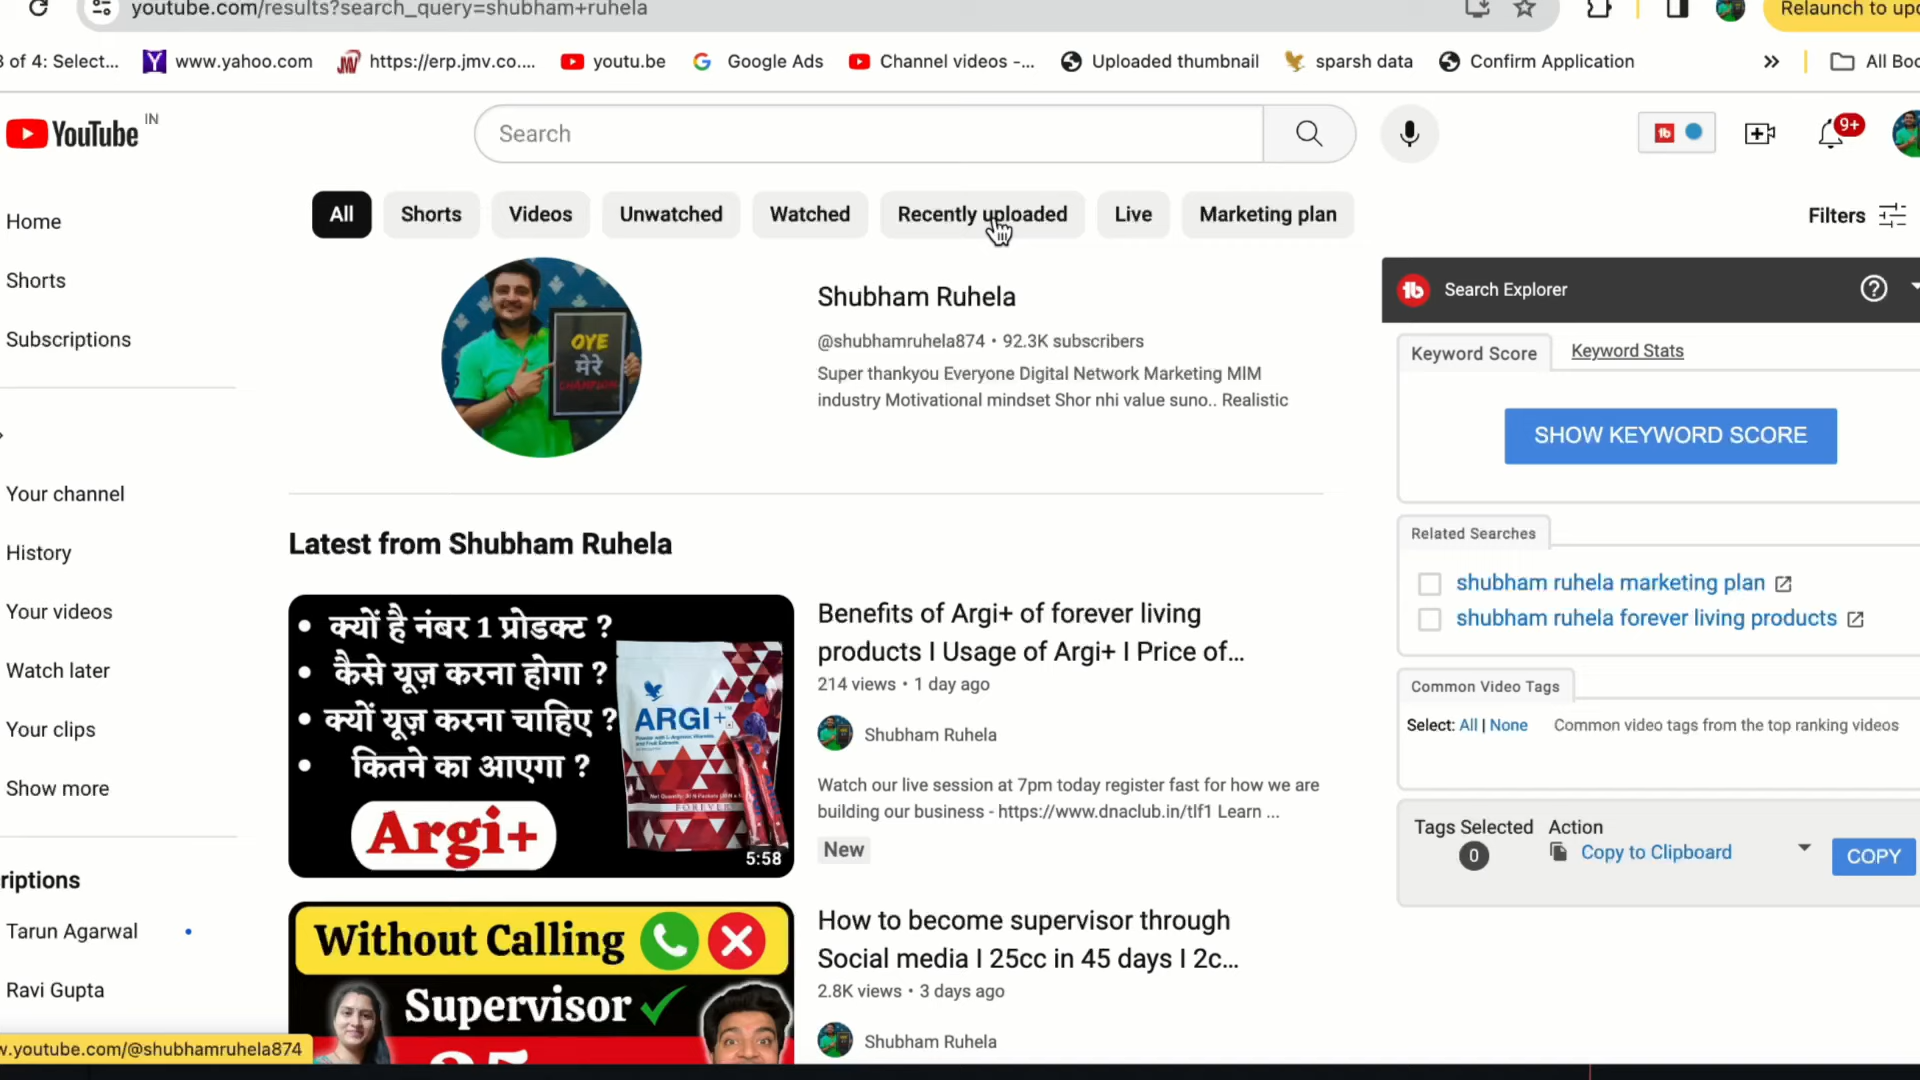 youtube.com/results?search_query=shubham+ruhela
Relaunch to upd
3 of 4: Select...
www.yahoo.com
https://erp.jmv.co....
youtu.be
Google Ads
Channel videos -...
Uploaded thumbnail
sparsh data
Confirm Application
All Boo
YouTube IN
Search
9+
All
Shorts
Videos
Unwatched
Watched
Recently uploaded
Live
Marketing plan
Filters
Home
Shorts
Subscriptions
Your channel
History
Your videos
Watch later
Your clips
Show more
riptions
Tarun Agarwal
Ravi Gupta
w.youtube.com/@shubhamruhela874
OYE
मेरे
CHAMPION
Shubham Ruhela
@shubhamruhela874 • 92.3K subscribers
Super thankyou Everyone Digital Network Marketing MIM
industry Motivational mindset Shor nhi value suno.. Realistic
Latest from Shubham Ruhela
• क्यों है नंबर 1 प्रोडक्ट ?
• कैसे यूज़ करना होगा ?
• क्यों यूज़ करना चाहिए ?
• कितने का आएगा ?
Argi+
ARGI+
FOREVER
5:58
Benefits of Argi+ of forever living
products I Usage of Argi+ I Price of...
214 views • 1 day ago
Shubham Ruhela
Watch our live session at 7pm today register fast for how we are
building our business - https://www.dnaclub.in/tlf1 Learn ...
New
Without Calling
Supervisor
25
How to become supervisor through
Social media I 25cc in 45 days I 2c...
2.8K views • 3 days ago
Shubham Ruhela
Search Explorer
Keyword Score
Keyword Stats
SHOW KEYWORD SCORE
Related Searches
shubham ruhela marketing plan
shubham ruhela forever living products
Common Video Tags
Select: All | None
Common video tags from the top ranking videos
Tags Selected
0
Action
Copy to Clipboard
COPY